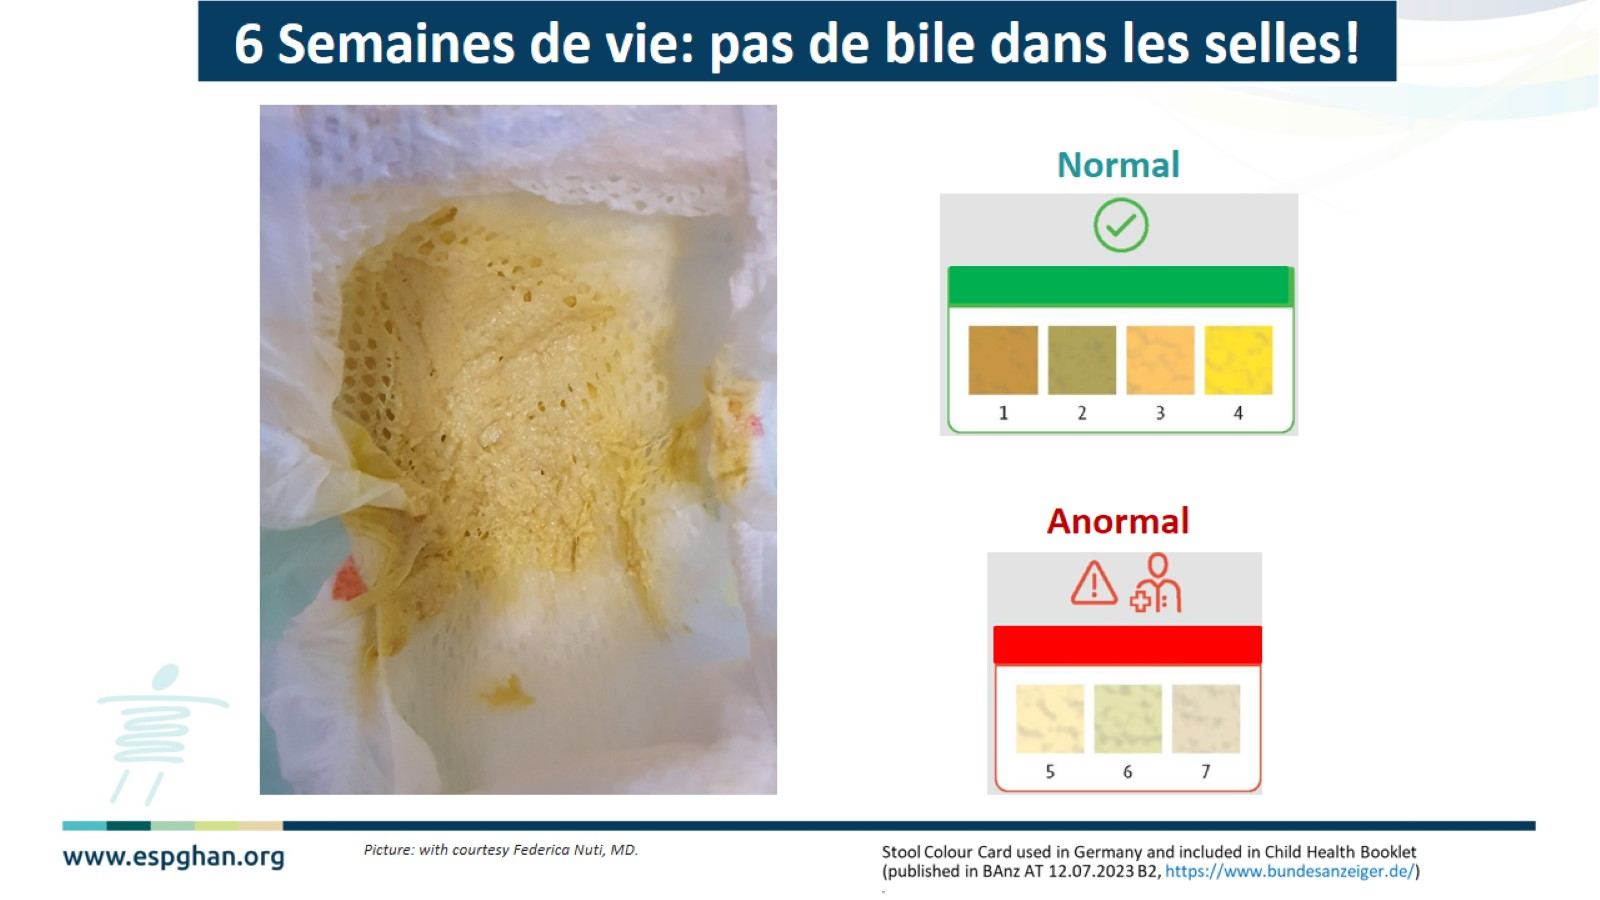 6 Semaines de vie: pas de bile dans les selles!
Normal
1 2 3 4
Anormal
5 6 7
www.espghan.org
Picture: with courtesy Federica Nuti, MD.
Stool Colour Card used in Germany and included in Child Health Booklet
(published in BAnz AT 12.07.2023 B2, https://www.bundesanzeiger.de/)
.